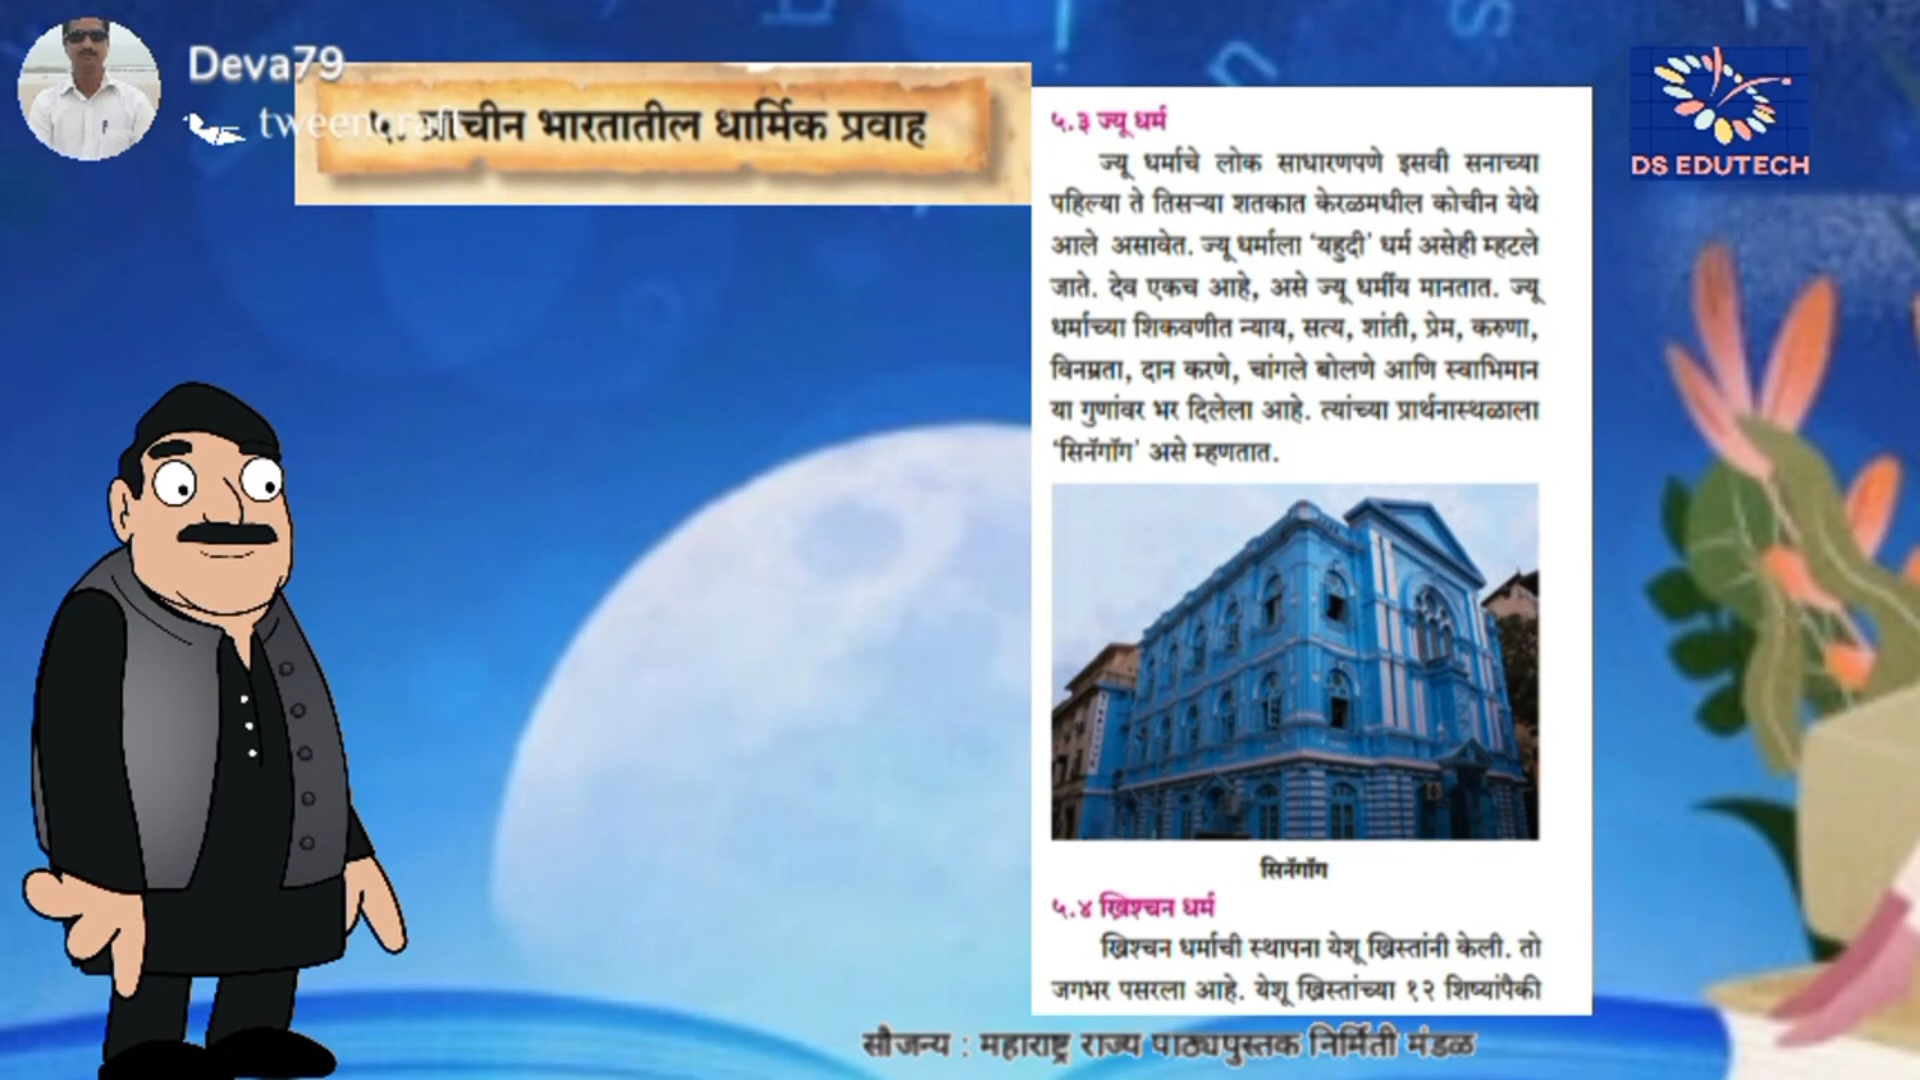 Deva79
tweencraft
५. प्राचीन भारतातील धार्मिक प्रवाह
DS EDUTECH
५.३ ज्यू धर्म
ज्यू धर्माचे लोक साधारणपणे इसवी सनाच्या
पहिल्या ते तिसऱ्या शतकात केरळमधील कोचीन येथे
आले असावेत. ज्यू धर्माला 'यहुदी' धर्म असेही म्हटले
जाते. देव एकच आहे, असे ज्यू धर्मीय मानतात. ज्यू
धर्माच्या शिकवणीत न्याय, सत्य, शांती, प्रेम, करुणा,
विनम्रता, दान करणे, चांगले बोलणे आणि स्वाभिमान
या गुणांवर भर दिलेला आहे. त्यांच्या प्रार्थनास्थळाला
'सिनॅगॉग' असे म्हणतात.
सिनॅगॉग
५.४ ख्रिश्चन धर्म
ख्रिश्चन धर्माची स्थापना येशू ख्रिस्तांनी केली. तो
जगभर पसरला आहे. येशू ख्रिस्तांच्या १२ शिष्यांपैकी
सौजन्य : महाराष्ट्र राज्य पाठ्यपुस्तक निर्मिती मंडळ